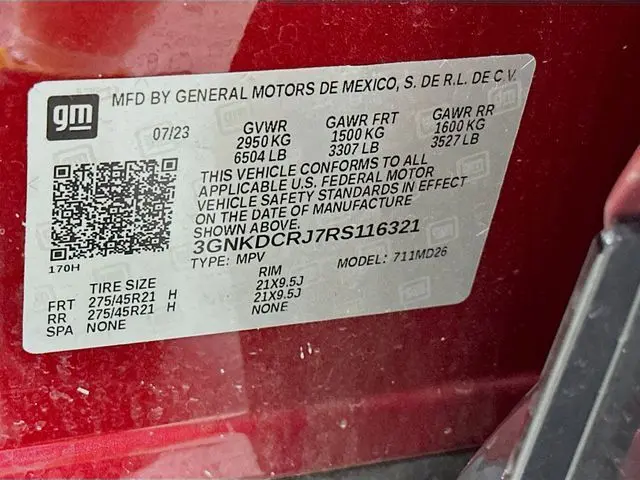 gm
MFD BY GENERAL MOTORS DE MEXICO, S. DE R.L. DE C.V.
07/23 GVWR GAWR FRT GAWR RR
2950 KG 1500 KG 1600 KG
6504 LB 3307 LB 3527 LB
THIS VEHICLE CONFORMS TO ALL
APPLICABLE U.S. FEDERAL MOTOR
VEHICLE SAFETY STANDARDS IN EFFECT
ON THE DATE OF MANUFACTURE
SHOWN ABOVE.
3GNKDCRJ7RS116321
170H
TYPE: MPV MODEL: 711MD26
TIRE SIZE RIM
FRT 275/45R21 H 21X9.5J
RR 275/45R21 H 21X9.5J
SPA NONE NONE